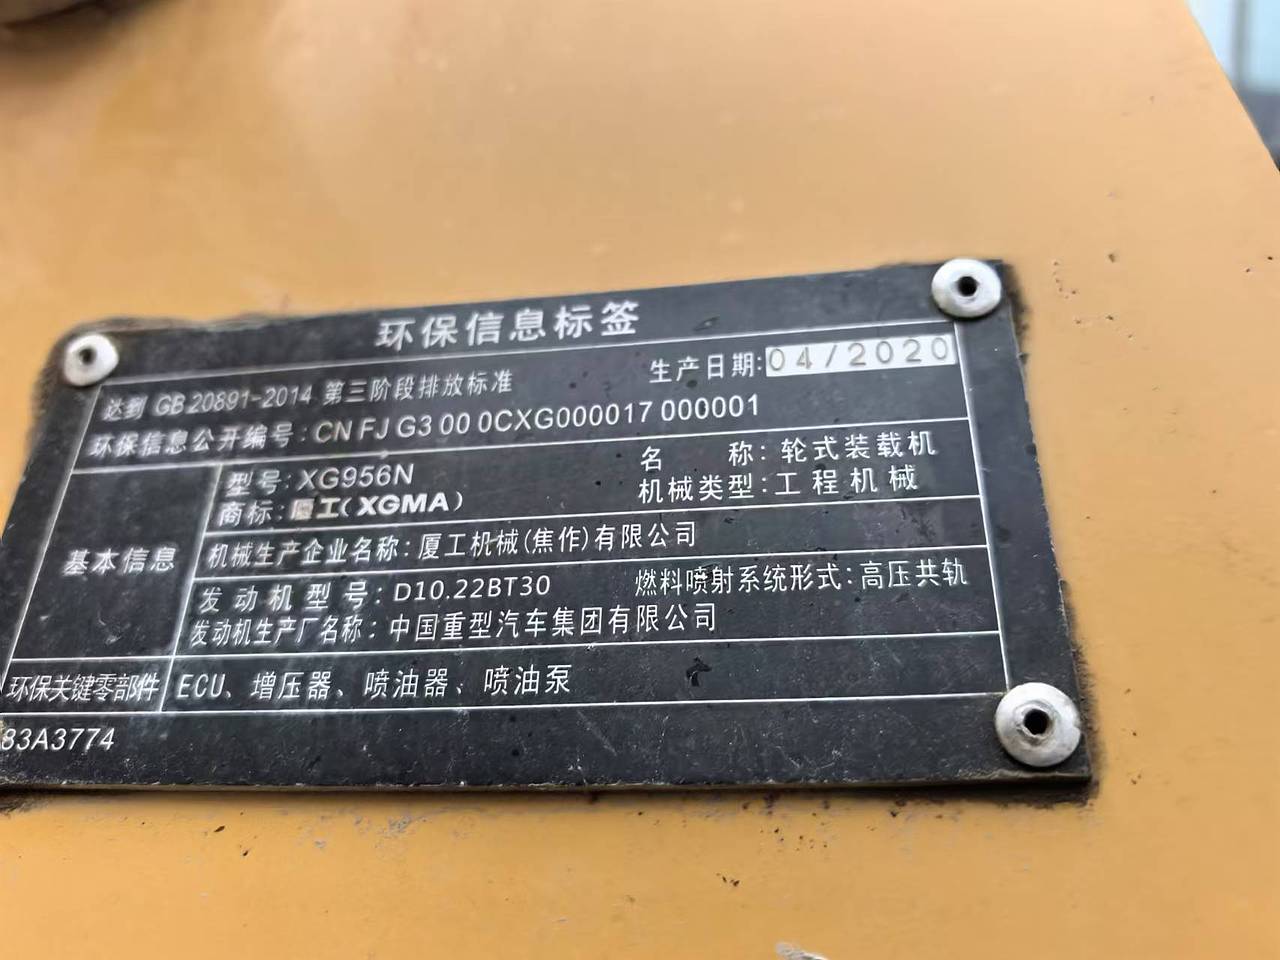 环保信息标签
达到 GB 20891-2014 第三阶段排放标准 生产日期:04/2020
环保信息公开编号:CN FJ G3 00 0CXG000017 000001
基本信息
型号:XG956N 名 称:轮式装载机
商标:厦工(XGMA) 机械类型:工程机械
机械生产企业名称:厦工机械(焦作)有限公司
发动机型号:D10.22BT30 燃料喷射系统形式:高压共轨
发动机生产厂名称:中国重型汽车集团有限公司
环保关键零部件 ECU、增压器、喷油器、喷油泵
83A3774